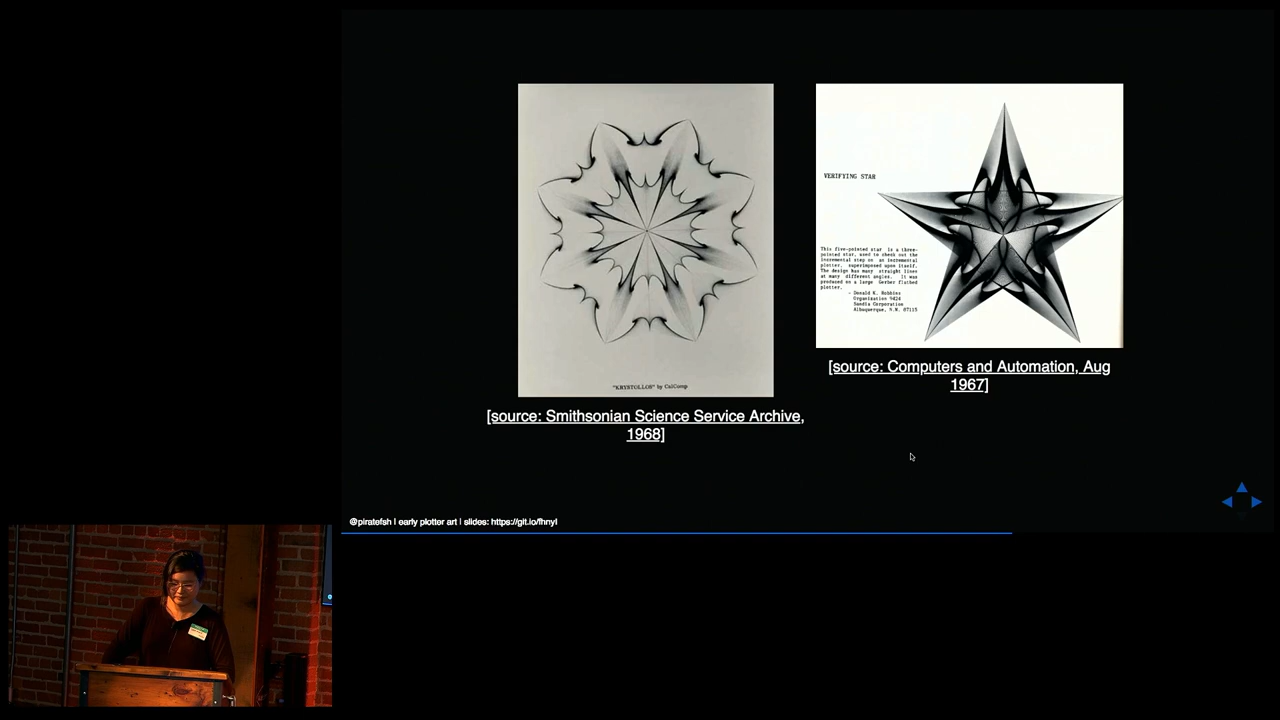 "KRYSTOLLOS" by CalComp
[source: Smithsonian Science Service Archive,
1968]
VERIFYING STAR
This five-pointed star is a three-
pointed star, used to check out the
incremental step on an incremental
plotter, superimposed upon itself.
The design has many straight lines
at many different angles. It was
produced on a large Gerber flatbed
plotter.
- Donald K. Robbins
Organization 9424
Sandia Corporation
Albuquerque, N.M. 87115
[source: Computers and Automation, Aug
1967]
@piratefsh | early plotter art | slides: https://git.io/fhnyI